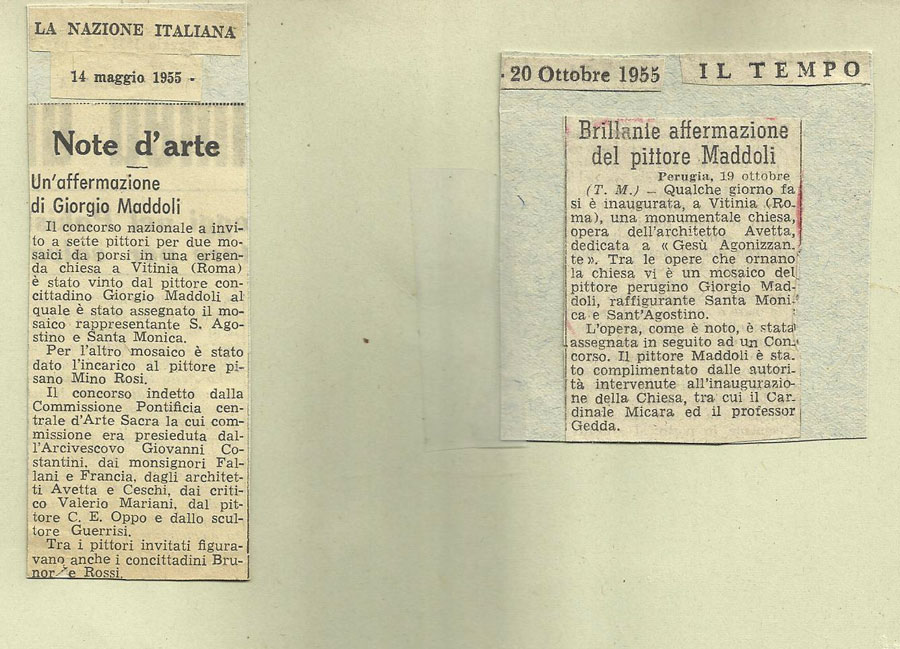 LA NAZIONE ITALIANA
14 maggio 1955 -
Note d'arte
Un'affermazione
di Giorgio Maddoli
Il concorso nazionale a invi-
to a sette pittori per due mo-
saici da porsi in una erigen-
da chiesa a Vitinia (Roma)
è stato vinto dal pittore con-
cittadino Giorgio Maddoli al
quale è stato assegnato il mo-
saico rappresentante S. Ago-
stino e Santa Monica.
Per l'altro mosaico è stato
dato l'incarico al pittore pi-
sano Mino Rosi.
Il concorso indetto dalla
Commissione Pontificia cen-
trale d'Arte Sacra la cui com-
missione era presieduta dal-
l'Arcivescovo Giovanni Co-
stantini, dai monsignori Fal-
lani e Francia, dagli architet-
ti Avetta e Ceschi, dai criti-
co Valerio Mariani, dal pit-
tore C. E. Oppo e dallo scul-
tore Guerrisi.
Tra i pittori invitati figura-
vano anche i concittadini Bru-
nori e Rossi.
20 Ottobre 1955
IL TEMPO
Brillante affermazione
del pittore Maddoli
Perugia, 19 ottobre
(T. M.) — Qualche giorno fa
si è inaugurata, a Vitinia (Ro-
ma), una monumentale chiesa,
opera dell'architetto Avetta,
dedicata a « Gesù Agonizzan-
te ». Tra le opere che ornano
la chiesa vi è un mosaico del
pittore perugino Giorgio Mad-
doli, raffigurante Santa Moni-
ca e Sant'Agostino.
L'opera, come è noto, è stata
assegnata in seguito ad un Con-
corso. Il pittore Maddoli è sta-
to complimentato dalle autori-
tà intervenute all'inaugurazio-
ne della Chiesa, tra cui il Car-
dinale Micara ed il professor
Gedda.